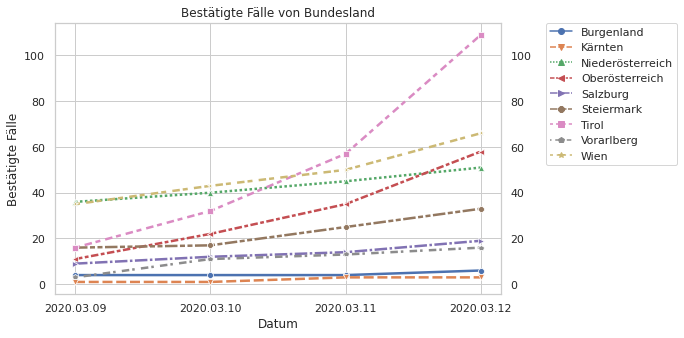 Bestätigte Fälle von Bundesland
Bestätigte Fälle
100
80
60
40
20
0
100
80
60
40
20
0
2020.03.09
2020.03.10
2020.03.11
2020.03.12
Datum
Burgenland
Kärnten
Niederösterreich
Oberösterreich
Salzburg
Steiermark
Tirol
Vorarlberg
Wien